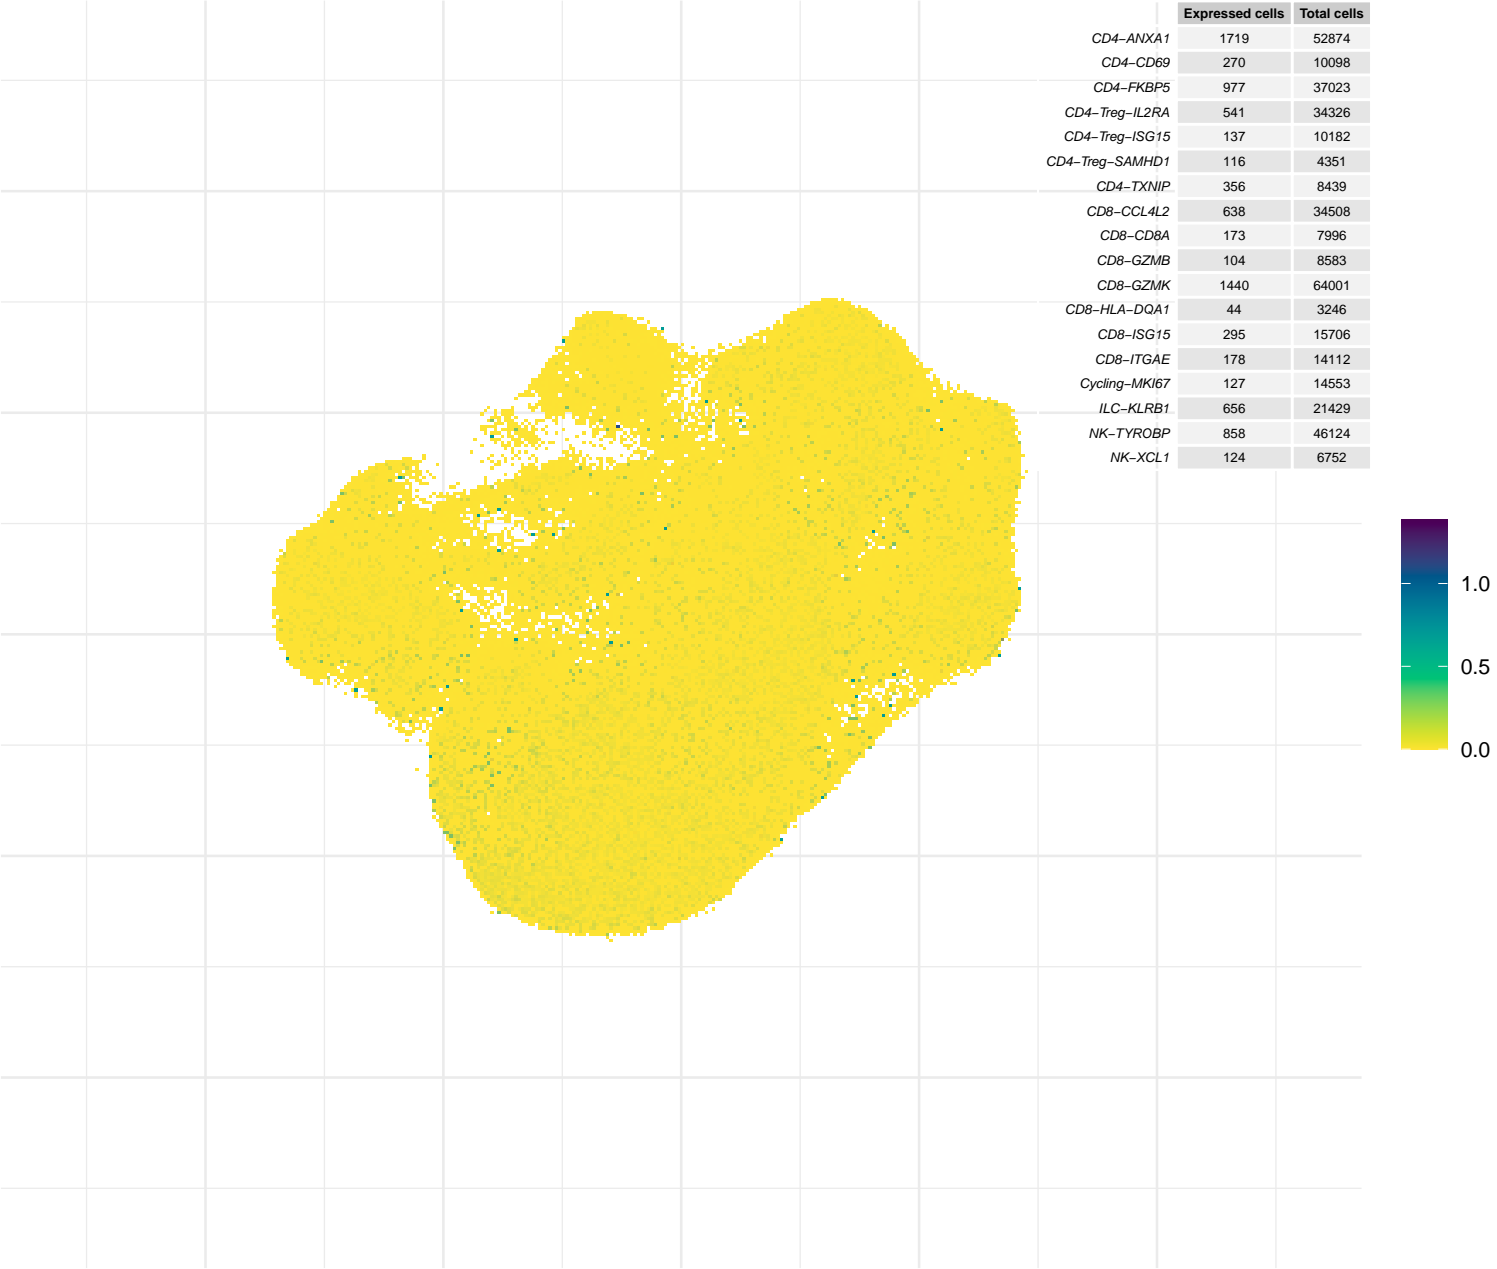 Expressed cells Total cells
CD4−ANXA1 1719 52874
CD4−CD69 270 10098
CD4−FKBP5 977 37023
CD4−Treg−IL2RA 541 34326
CD4−Treg−ISG15 137 10182
CD4−Treg−SAMHD1 116 4351
CD4−TXNIP 356 8439
CD8−CCL4L2 638 34508
CD8−CD8A 173 7996
CD8−GZMB 104 8583
CD8−GZMK 1440 64001
CD8−HLA−DQA1 44 3246
CD8−ISG15 295 15706
CD8−ITGAE 178 14112
Cycling−MKI67 127 14553
ILC−KLRB1 656 21429
NK−TYROBP 858 46124
NK−XCL1 124 6752
1.0
0.5
0.0